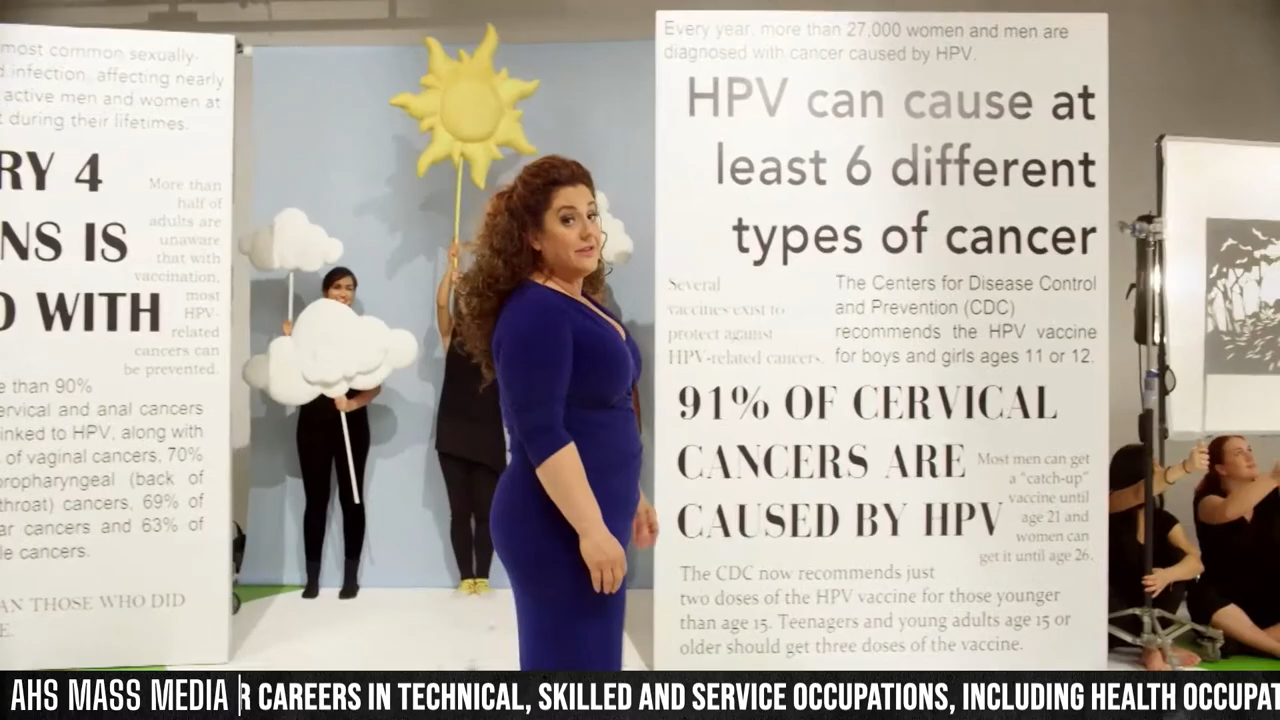 most common sexually-
infection, affecting nearly
active men and women at
during their lifetimes.
RY 4
NS IS
WITH
More than
half of
adults are
unaware
that with
vaccination,
most
HPV-
related
cancers can
be prevented.
than 90%
ervical and anal cancers
inked to HPV, along with
of vaginal cancers, 70%
oropharyngeal (back of
throat) cancers, 69% of
ar cancers and 63% of
le cancers.
AN THOSE WHO DID
Every year, more than 27,000 women and men are
diagnosed with cancer caused by HPV.
HPV can cause at
least 6 different
types of cancer
Several
vaccines exist to
protect against
HPV-related cancers.
The Centers for Disease Control
and Prevention (CDC)
recommends the HPV vaccine
for boys and girls ages 11 or 12.
91% OF CERVICAL
CANCERS ARE
CAUSED BY HPV
Most men can get
a "catch-up"
vaccine until
age 21 and
women can
get it until age 26.
The CDC now recommends just
two doses of the HPV vaccine for those younger
than age 15. Teenagers and young adults age 15 or
older should get three doses of the vaccine.
AHS MASS MEDIA
R CAREERS IN TECHNICAL, SKILLED AND SERVICE OCCUPATIONS, INCLUDING HEALTH OCCUPAT